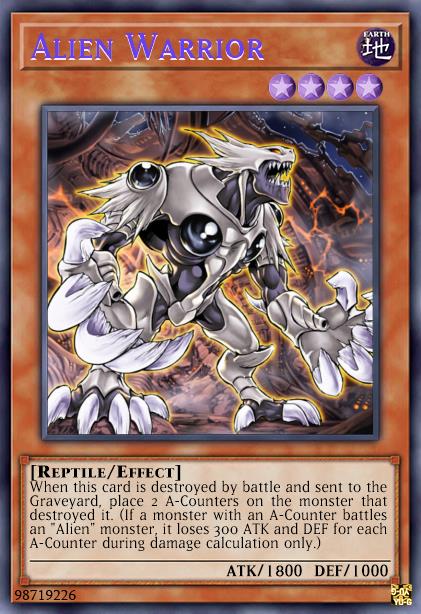 Alien Warrior
EARTH
地
[Reptile/Effect]
When this card is destroyed by battle and sent to the
Graveyard, place 2 A-Counters on the monster that
destroyed it. (If a monster with an A-Counter battles
an "Alien" monster, it loses 300 ATK and DEF for each
A-Counter during damage calculation only.)
ATK/1800 DEF/1000
98719226